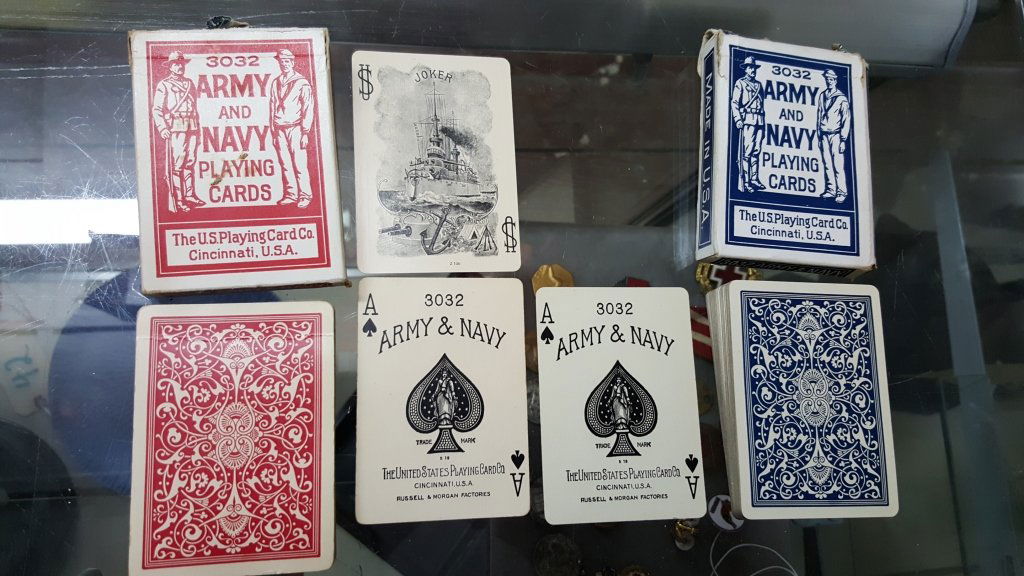 3032
ARMY
AND
NAVY
PLAYING
CARDS
The U.S. Playing Card Co.
Cincinnati, U.S.A.
$
JOKER
$
MADE IN USA
3032
ARMY
AND
NAVY
PLAYING
CARDS
The U.S. Playing Card Co.
Cincinnati, U.S.A.
A
3032
ARMY & NAVY
TRADE MARK
THE UNITED STATES PLAYING CARD CO
CINCINNATI, U.S.A.
RUSSELL & MORGAN FACTORIES
A
A
3032
ARMY & NAVY
TRADE MARK
THE UNITED STATES PLAYING CARD CO
CINCINNATI, U.S.A.
RUSSELL & MORGAN FACTORIES
A